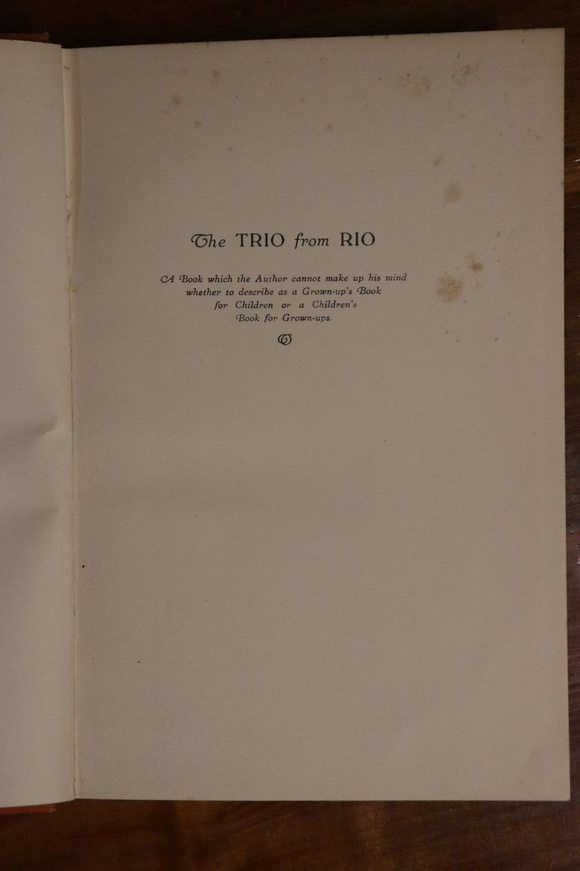 The TRIO from RIO
A Book which the Author cannot make up his mind
whether to describe as a Grown-up's Book
for Children or a Children's
Book for Grown-ups.